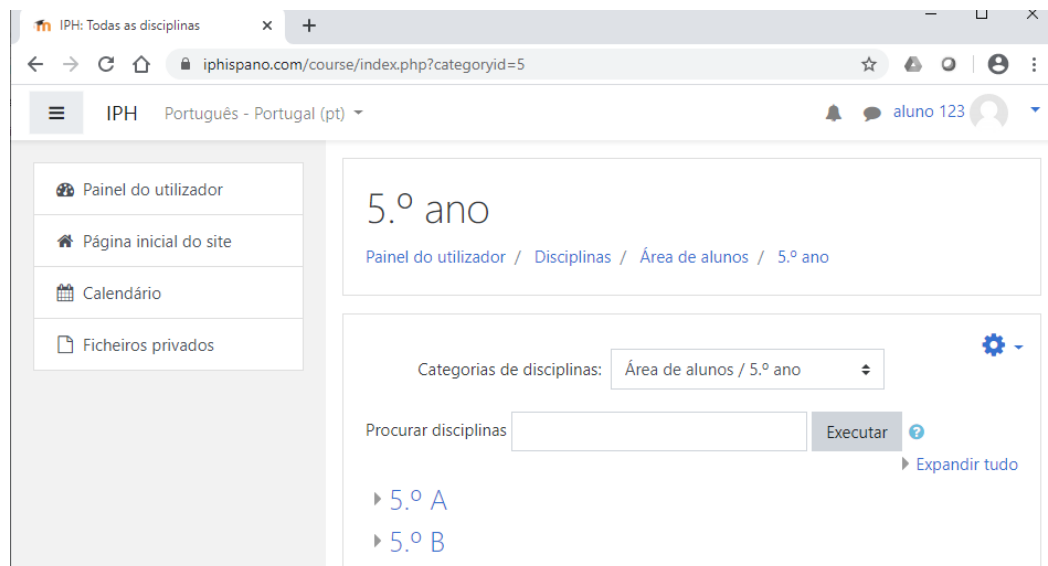 IPH: Todas as disciplinas
iphispano.com/course/index.php?categoryid=5
IPH Português - Portugal (pt) aluno 123
Painel do utilizador
Página inicial do site
Calendário
Ficheiros privados
5.º ano
Painel do utilizador / Disciplinas / Área de alunos / 5.º ano
Categorias de disciplinas: Área de alunos / 5.º ano
Procurar disciplinas Executar
Expandir tudo
5.º A
5.º B